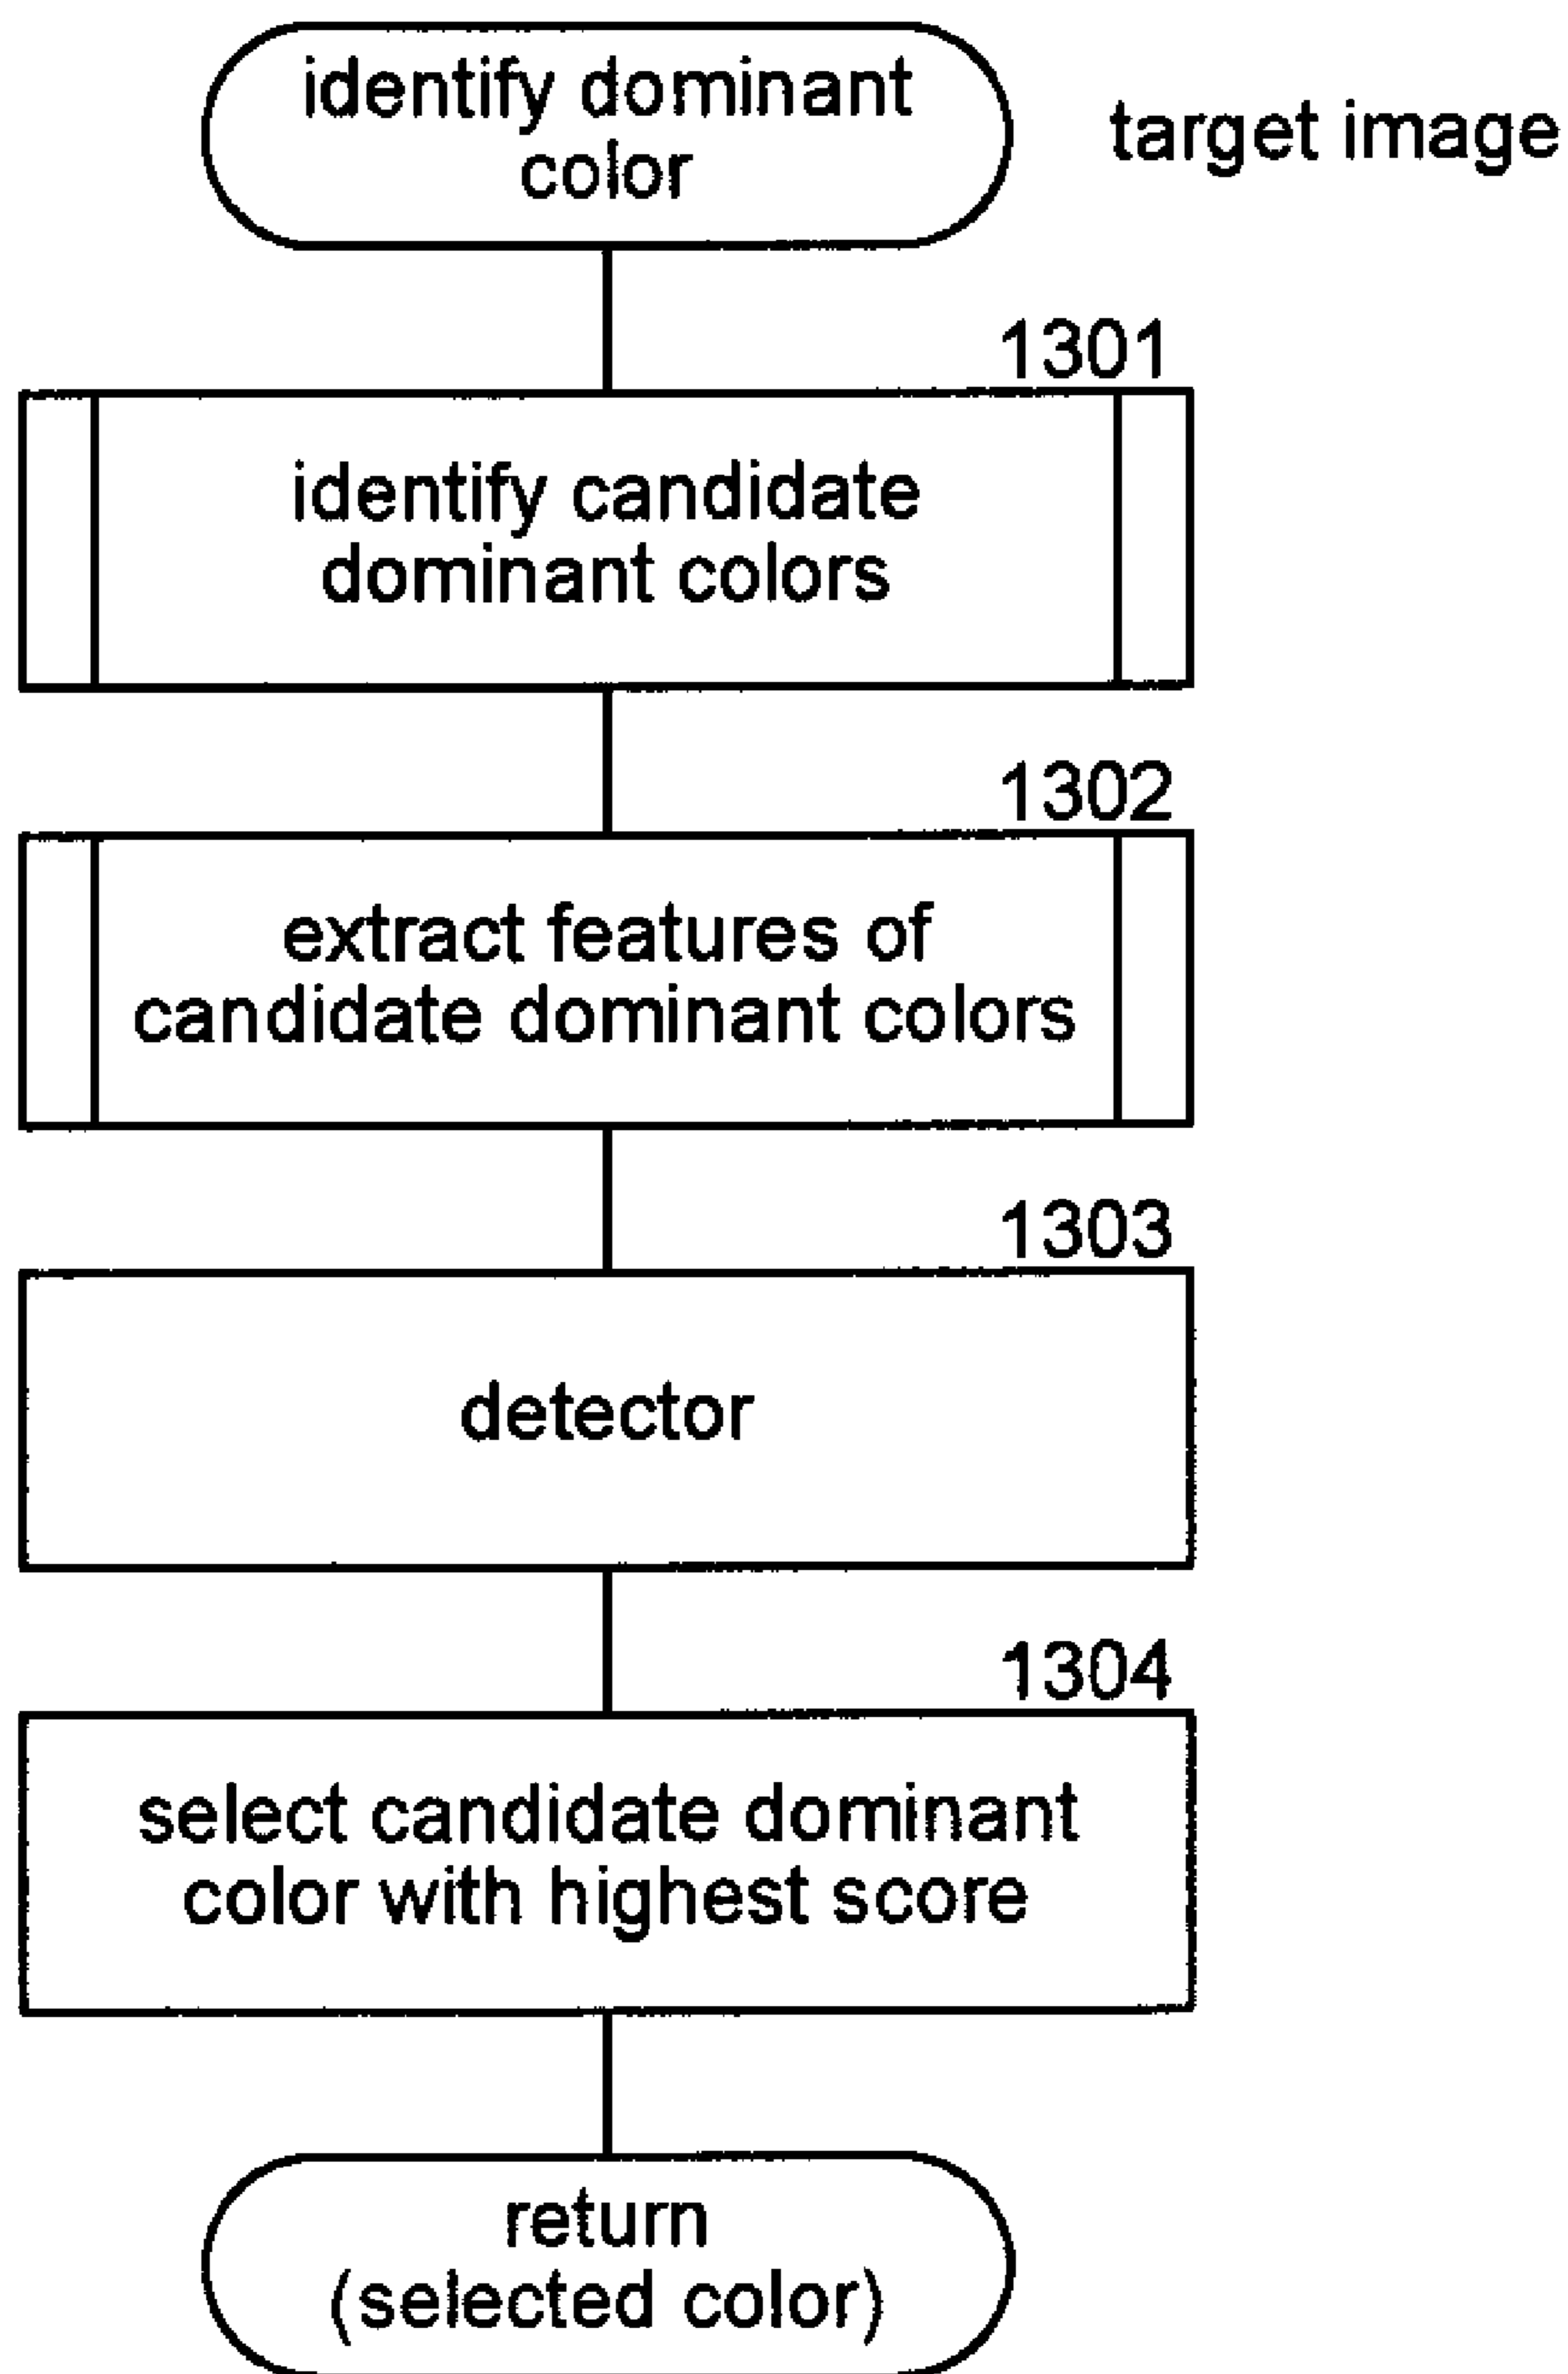 identify dominant
color
target image
1301
identify candidate
dominant colors
1302
extract features of
candidate dominant colors
1303
detector
1304
select candidate dominant
color with highest score
return
(selected color)